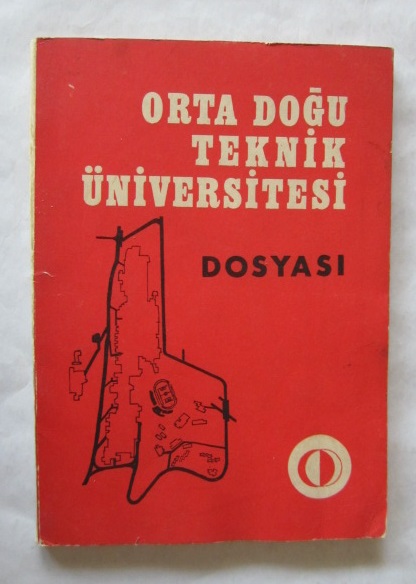 ORTA DOĞU
TEKNİK
ÜNİVERSİTESİ
DOSYASI